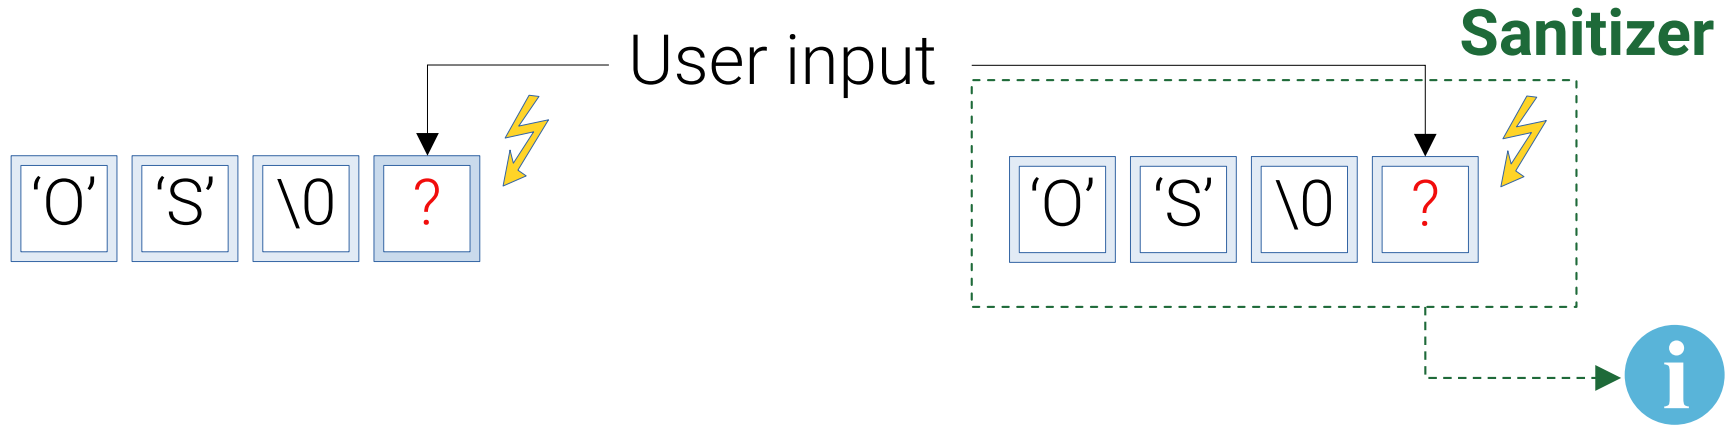 Sanitizer
User input
‘O’ ‘S’ \0 ?
‘O’ ‘S’ \0 ?
i